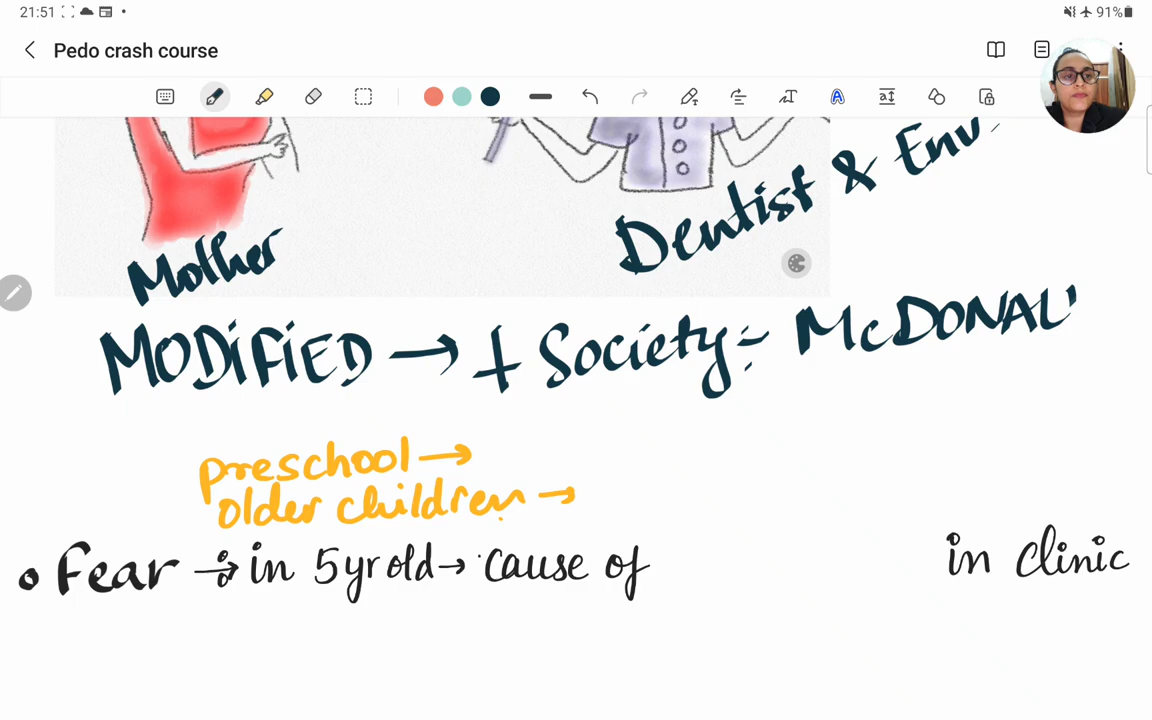 21:51 91%
Pedo crash course
Mother
Dentist & Env
MODiFiED → + Society:- McDONAL'
preschool →
older children →
• Fear → in 5yr old → cause of in clinic